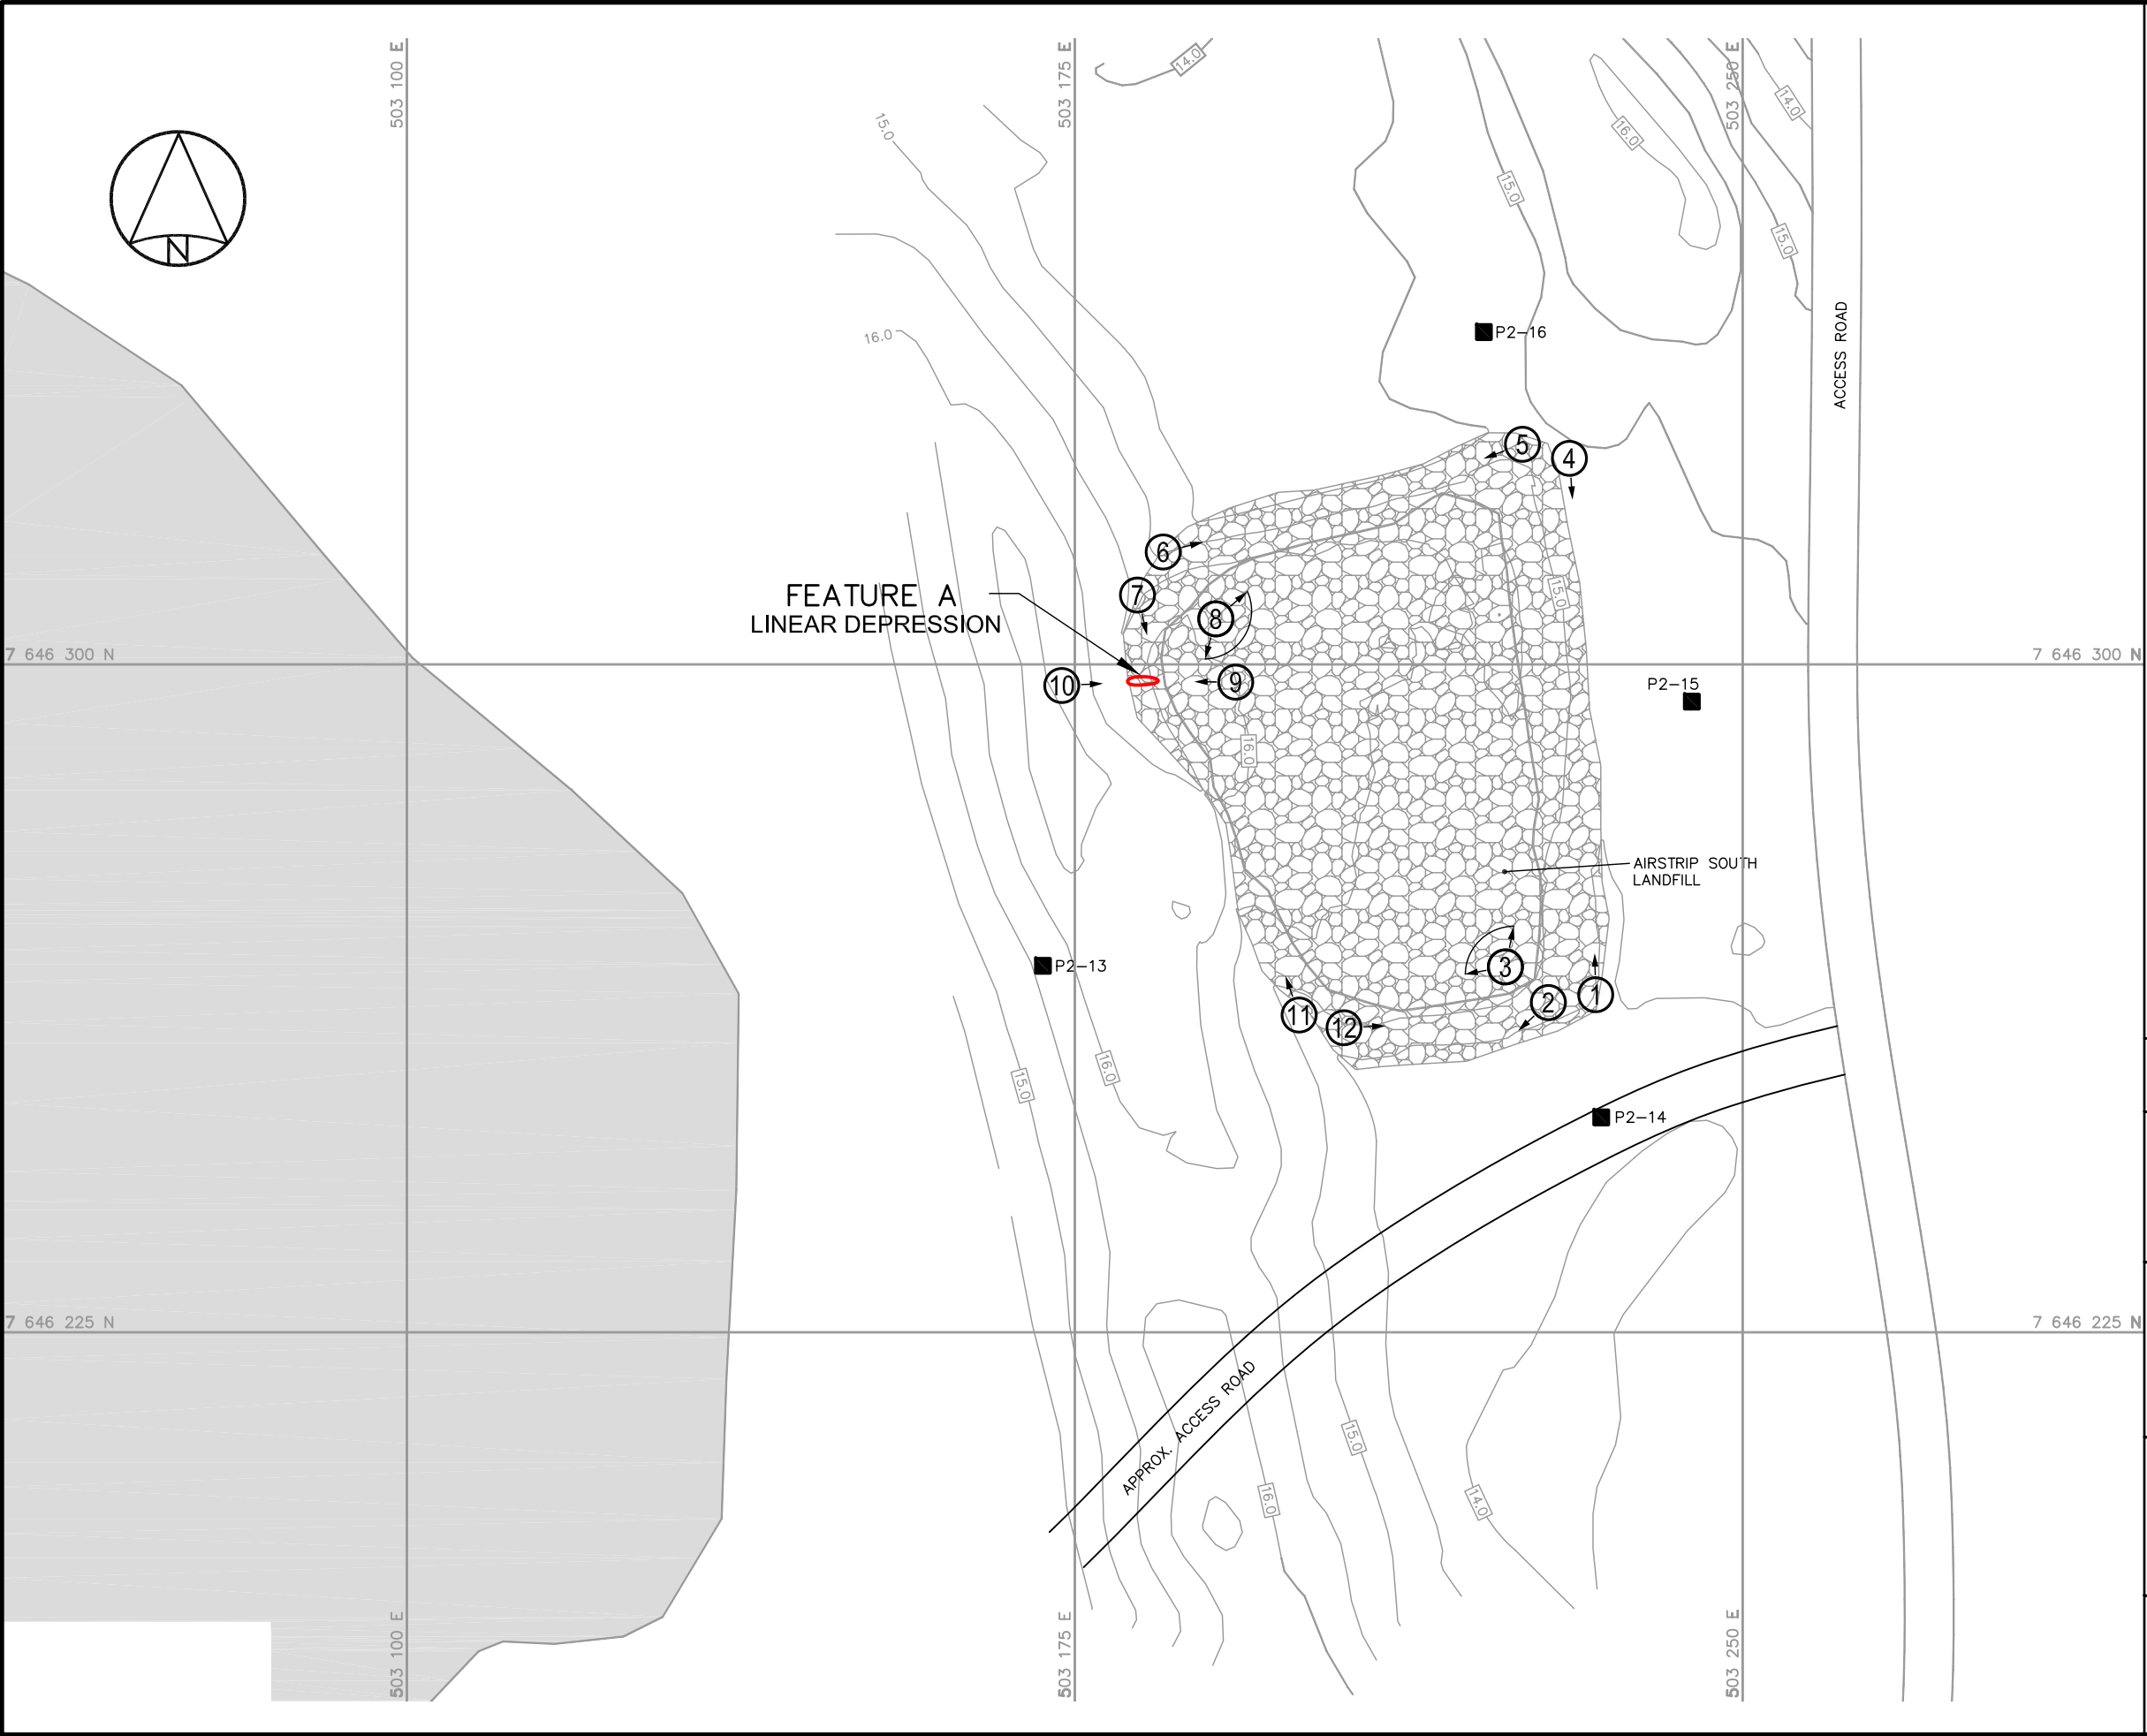 503 100 E
503 175 E
503 250 E
14.0
14.0
15.0
16.0
15.0
15.0
N
16.0
P2-16
ACCESS ROAD
5
4
6
7
8
FEATURE A
LINEAR DEPRESSION
15.0
7 646 300 N
7 646 300 N
10
9
P2-15
16.0
AIRSTRIP SOUTH
LANDFILL
P2-13
3
1
2
11
12
16.0
15.0
P2-14
7 646 225 N
7 646 225 N
APPROX. ACCESS ROAD
15.0
16.0
14.0
503 100 E
503 175 E
503 250 E